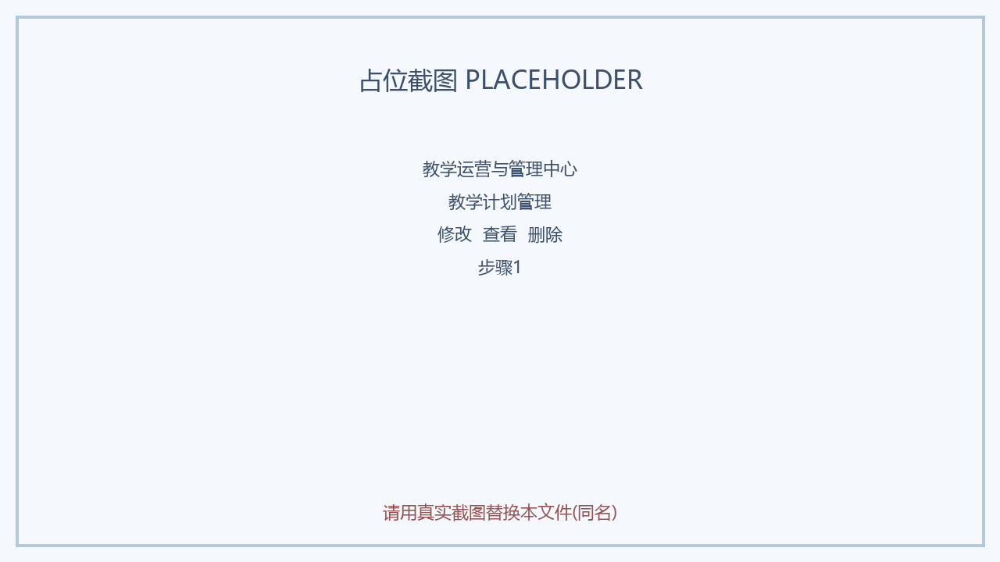 占位截图 PLACEHOLDER
教学运营与管理中心
教学计划管理
修改 查看 删除
步骤1
请用真实截图替换本文件(同名)